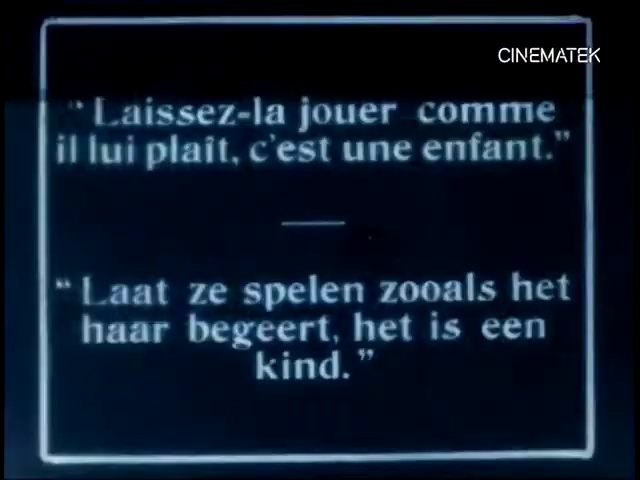 CINEMATEK
“Laissez-la jouer comme
il lui plaît, c'est une enfant.”
“Laat ze spelen zooals het
haar begeert, het is een
kind.”